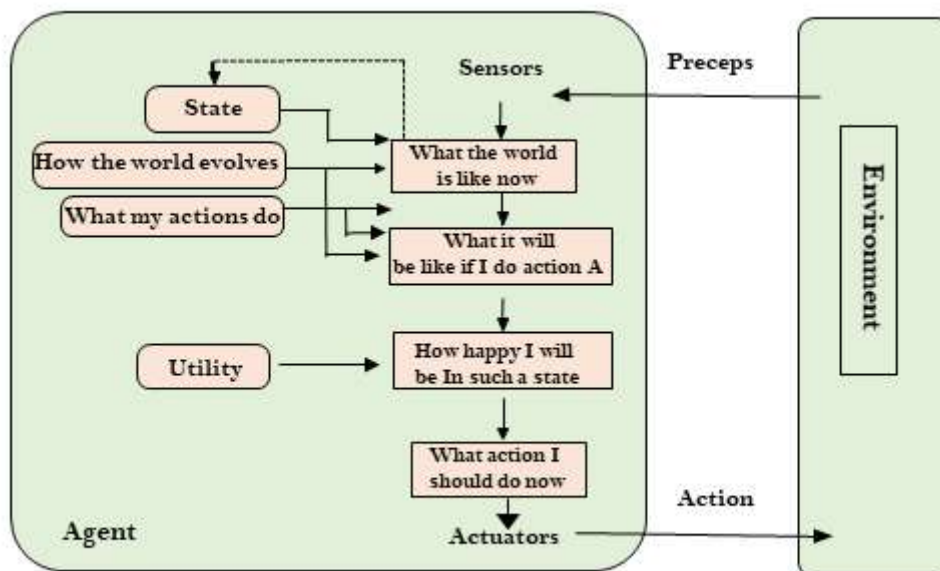 Sensors
Preceps
State
How the world evolves
What the world
is like now
What my actions do
What it will
be like if I do action A
Environment
Utility
How happy I will
be In such a state
What action I
should do now
Action
Agent
Actuators